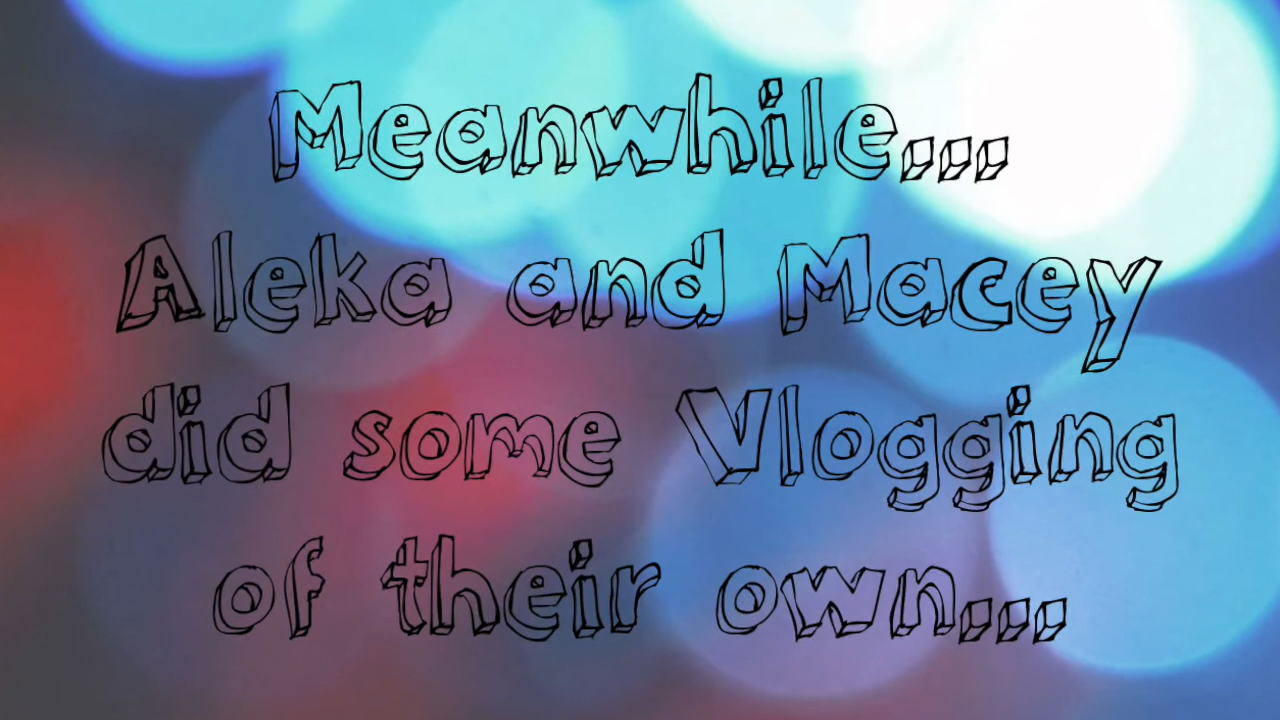 Meanwhile...
Aleka and Macey
did some Vlogging
of their own...